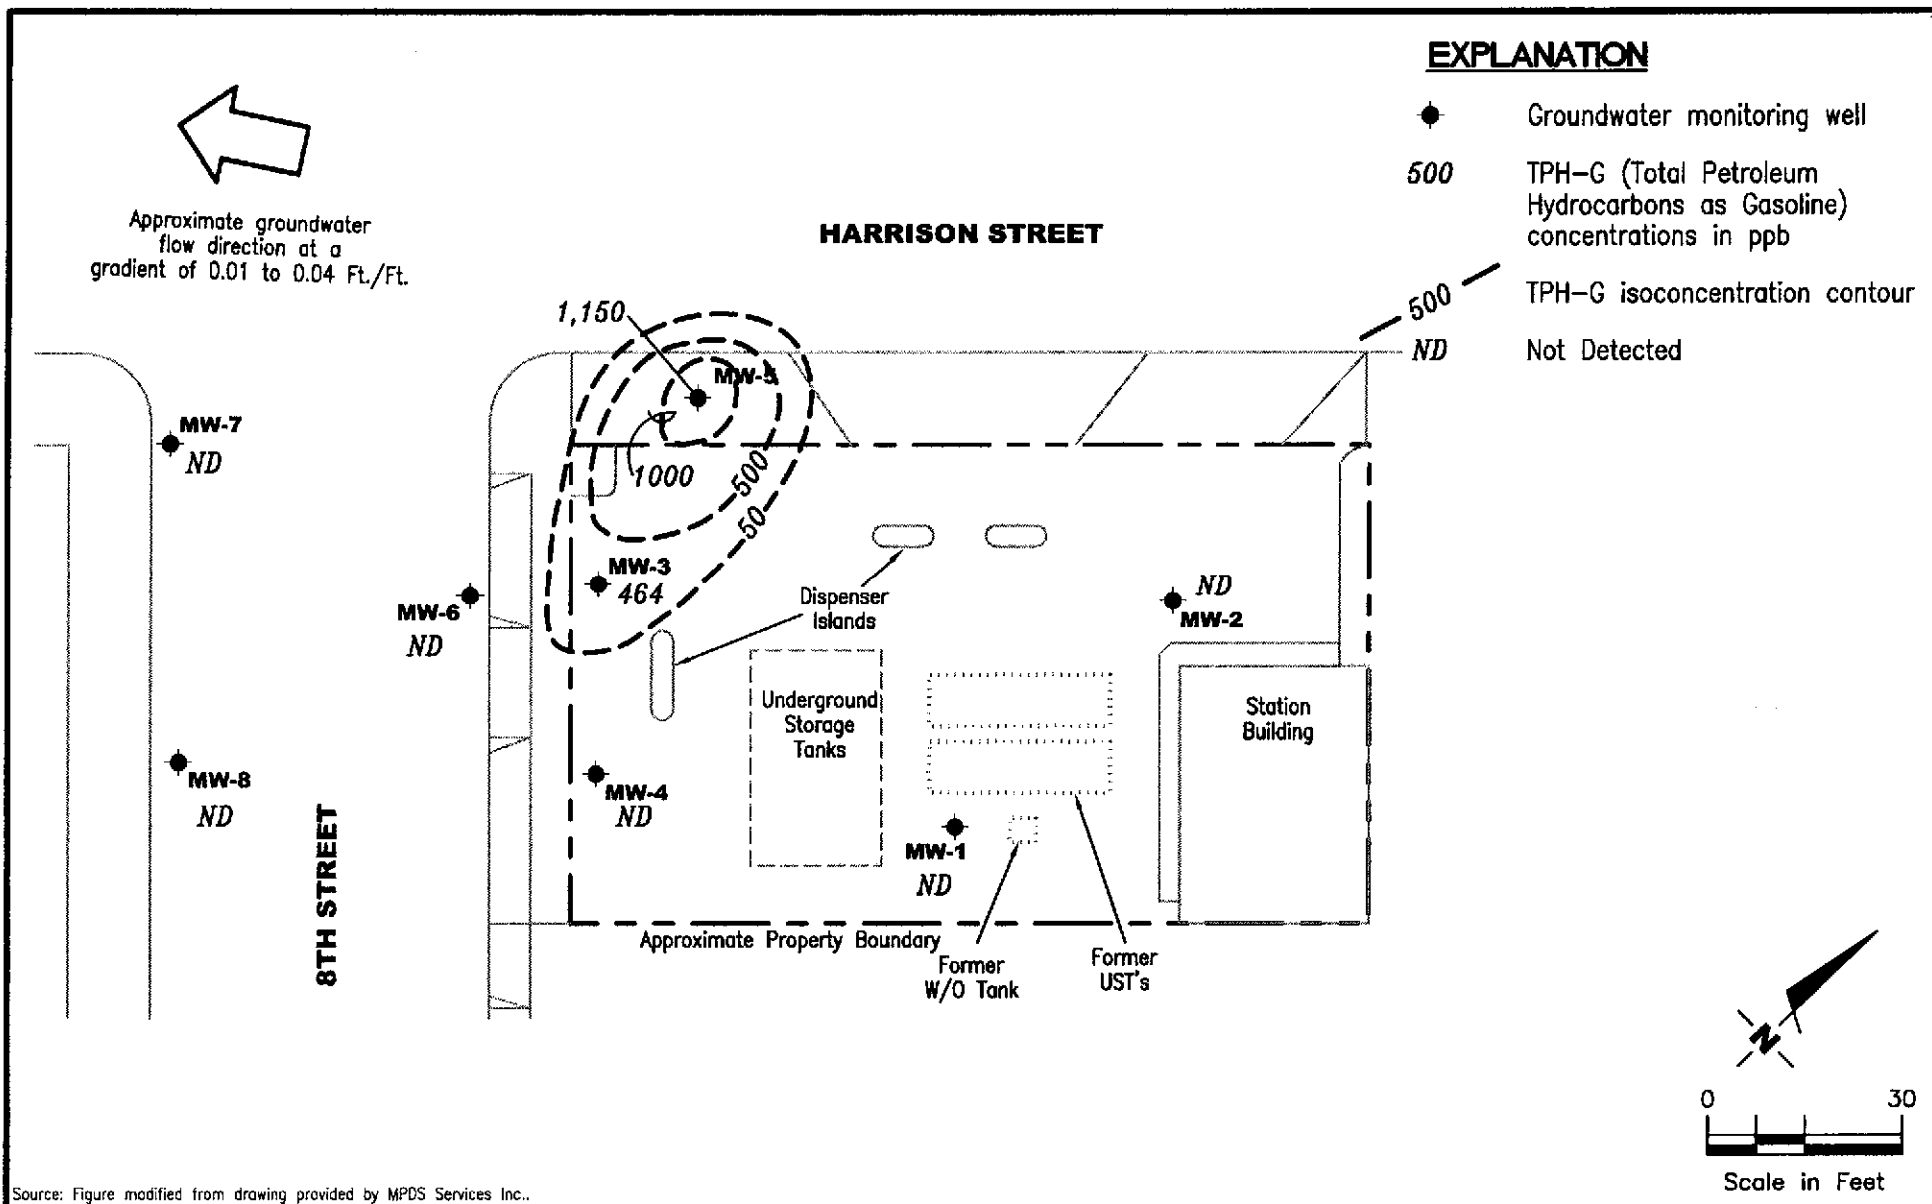 EXPLANATION
Groundwater monitoring well
500
TPH-G (Total Petroleum
Hydrocarbons as Gasoline)
concentrations in ppb
500
TPH-G isoconcentration contour
ND
Not Detected
Approximate groundwater
flow direction at a
gradient of 0.01 to 0.04 Ft./Ft.
HARRISON STREET
1,150
MW-5
1000
500
50
MW-7
ND
MW-3
464
MW-6
ND
Dispenser
Islands
ND
MW-2
Underground
Storage
Tanks
Station
Building
MW-8
ND
MW-4
ND
MW-1
ND
8TH STREET
Approximate Property Boundary
Former
W/O Tank
Former
UST's
N
0 30
Scale in Feet
Source: Figure modified from drawing provided by MPDS Services Inc..